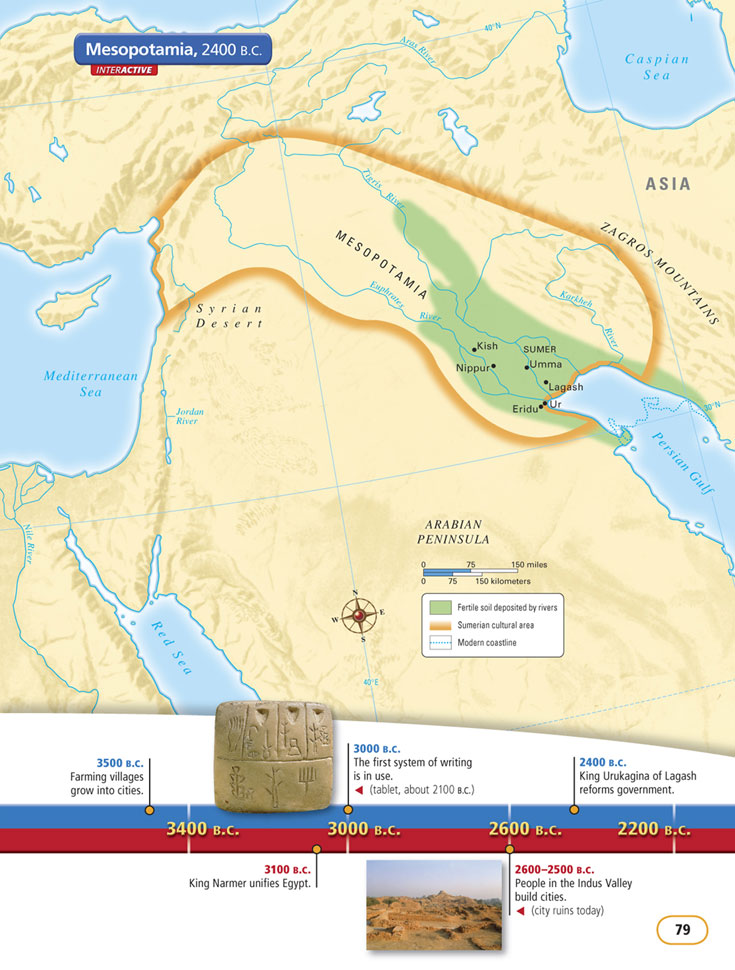 Mesopotamia, 2400 B.C.
INTERACTIVE
40°N
Aras River
Caspian
Sea
ASIA
Tigris River
ZAGROS MOUNTAINS
MESOPOTAMIA
Syrian
Desert
Euphrates River
Karkheh River
Kish
SUMER
Nippur
Umma
Lagash
Ur
Eridu
Mediterranean
Sea
Jordan
River
30°N
Persian Gulf
Nile River
ARABIAN
PENINSULA
0 75 150 miles
0 75 150 kilometers
N
W E
S
Fertile soil deposited by rivers
Sumerian cultural area
Modern coastline
Red Sea
40°E
3500 B.C.
Farming villages
grow into cities.
3000 B.C.
The first system of writing
is in use.
(tablet, about 2100 B.C.)
2400 B.C.
King Urukagina of Lagash
reforms government.
3400 B.C. 3000 B.C. 2600 B.C. 2200 B.C.
3100 B.C.
King Narmer unifies Egypt.
2600–2500 B.C.
People in the Indus Valley
build cities.
(city ruins today)
79